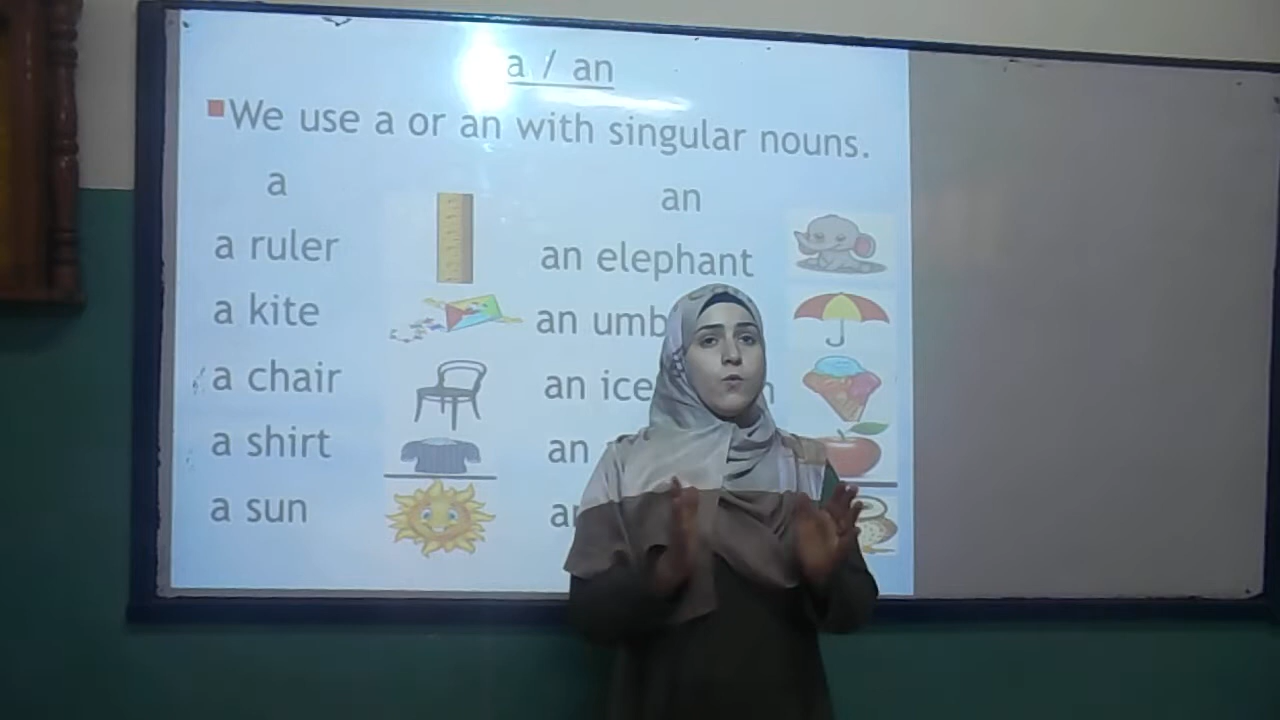 a / an
We use a or an with singular nouns.
a
an
a ruler
an elephant
a kite
an umb
a chair
an ice
a shirt
an
a sun